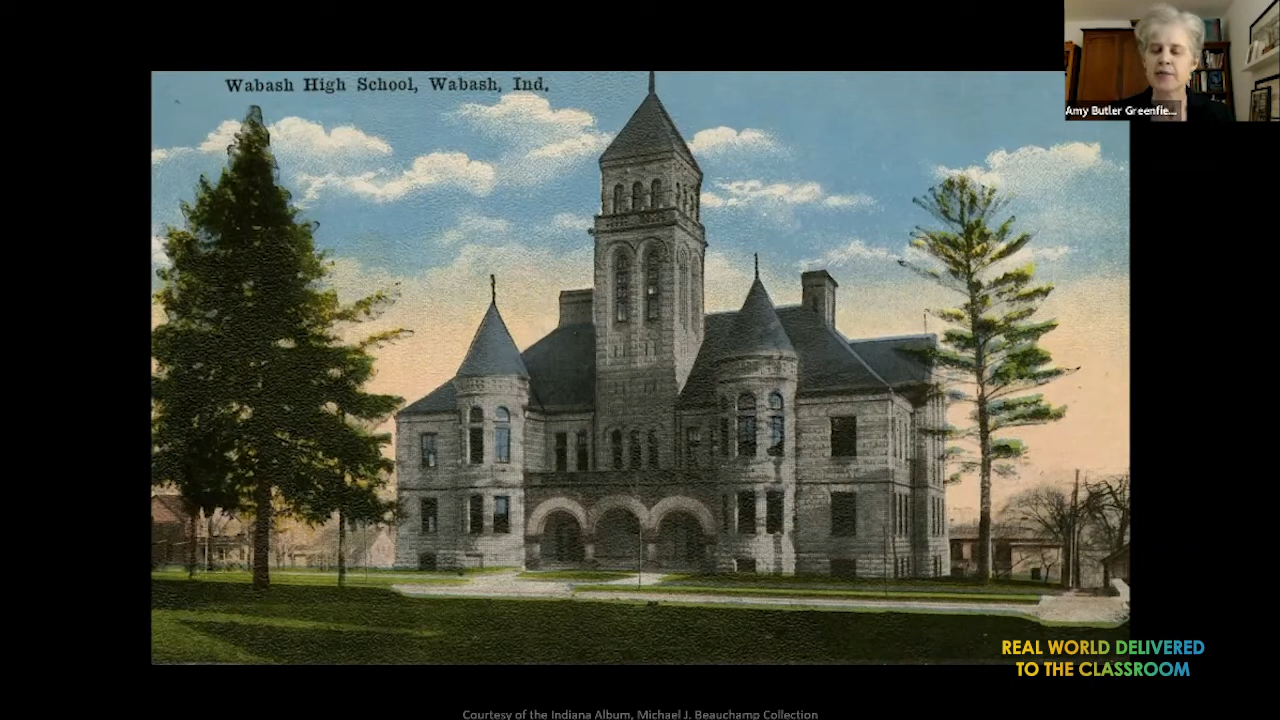 Wabash High School, Wabash, Ind.
Amy Butler Greenfie...
REAL WORLD DELIVERED
TO THE CLASSROOM
Courtesy of the Indiana Album, Michael J. Beauchamp Collection